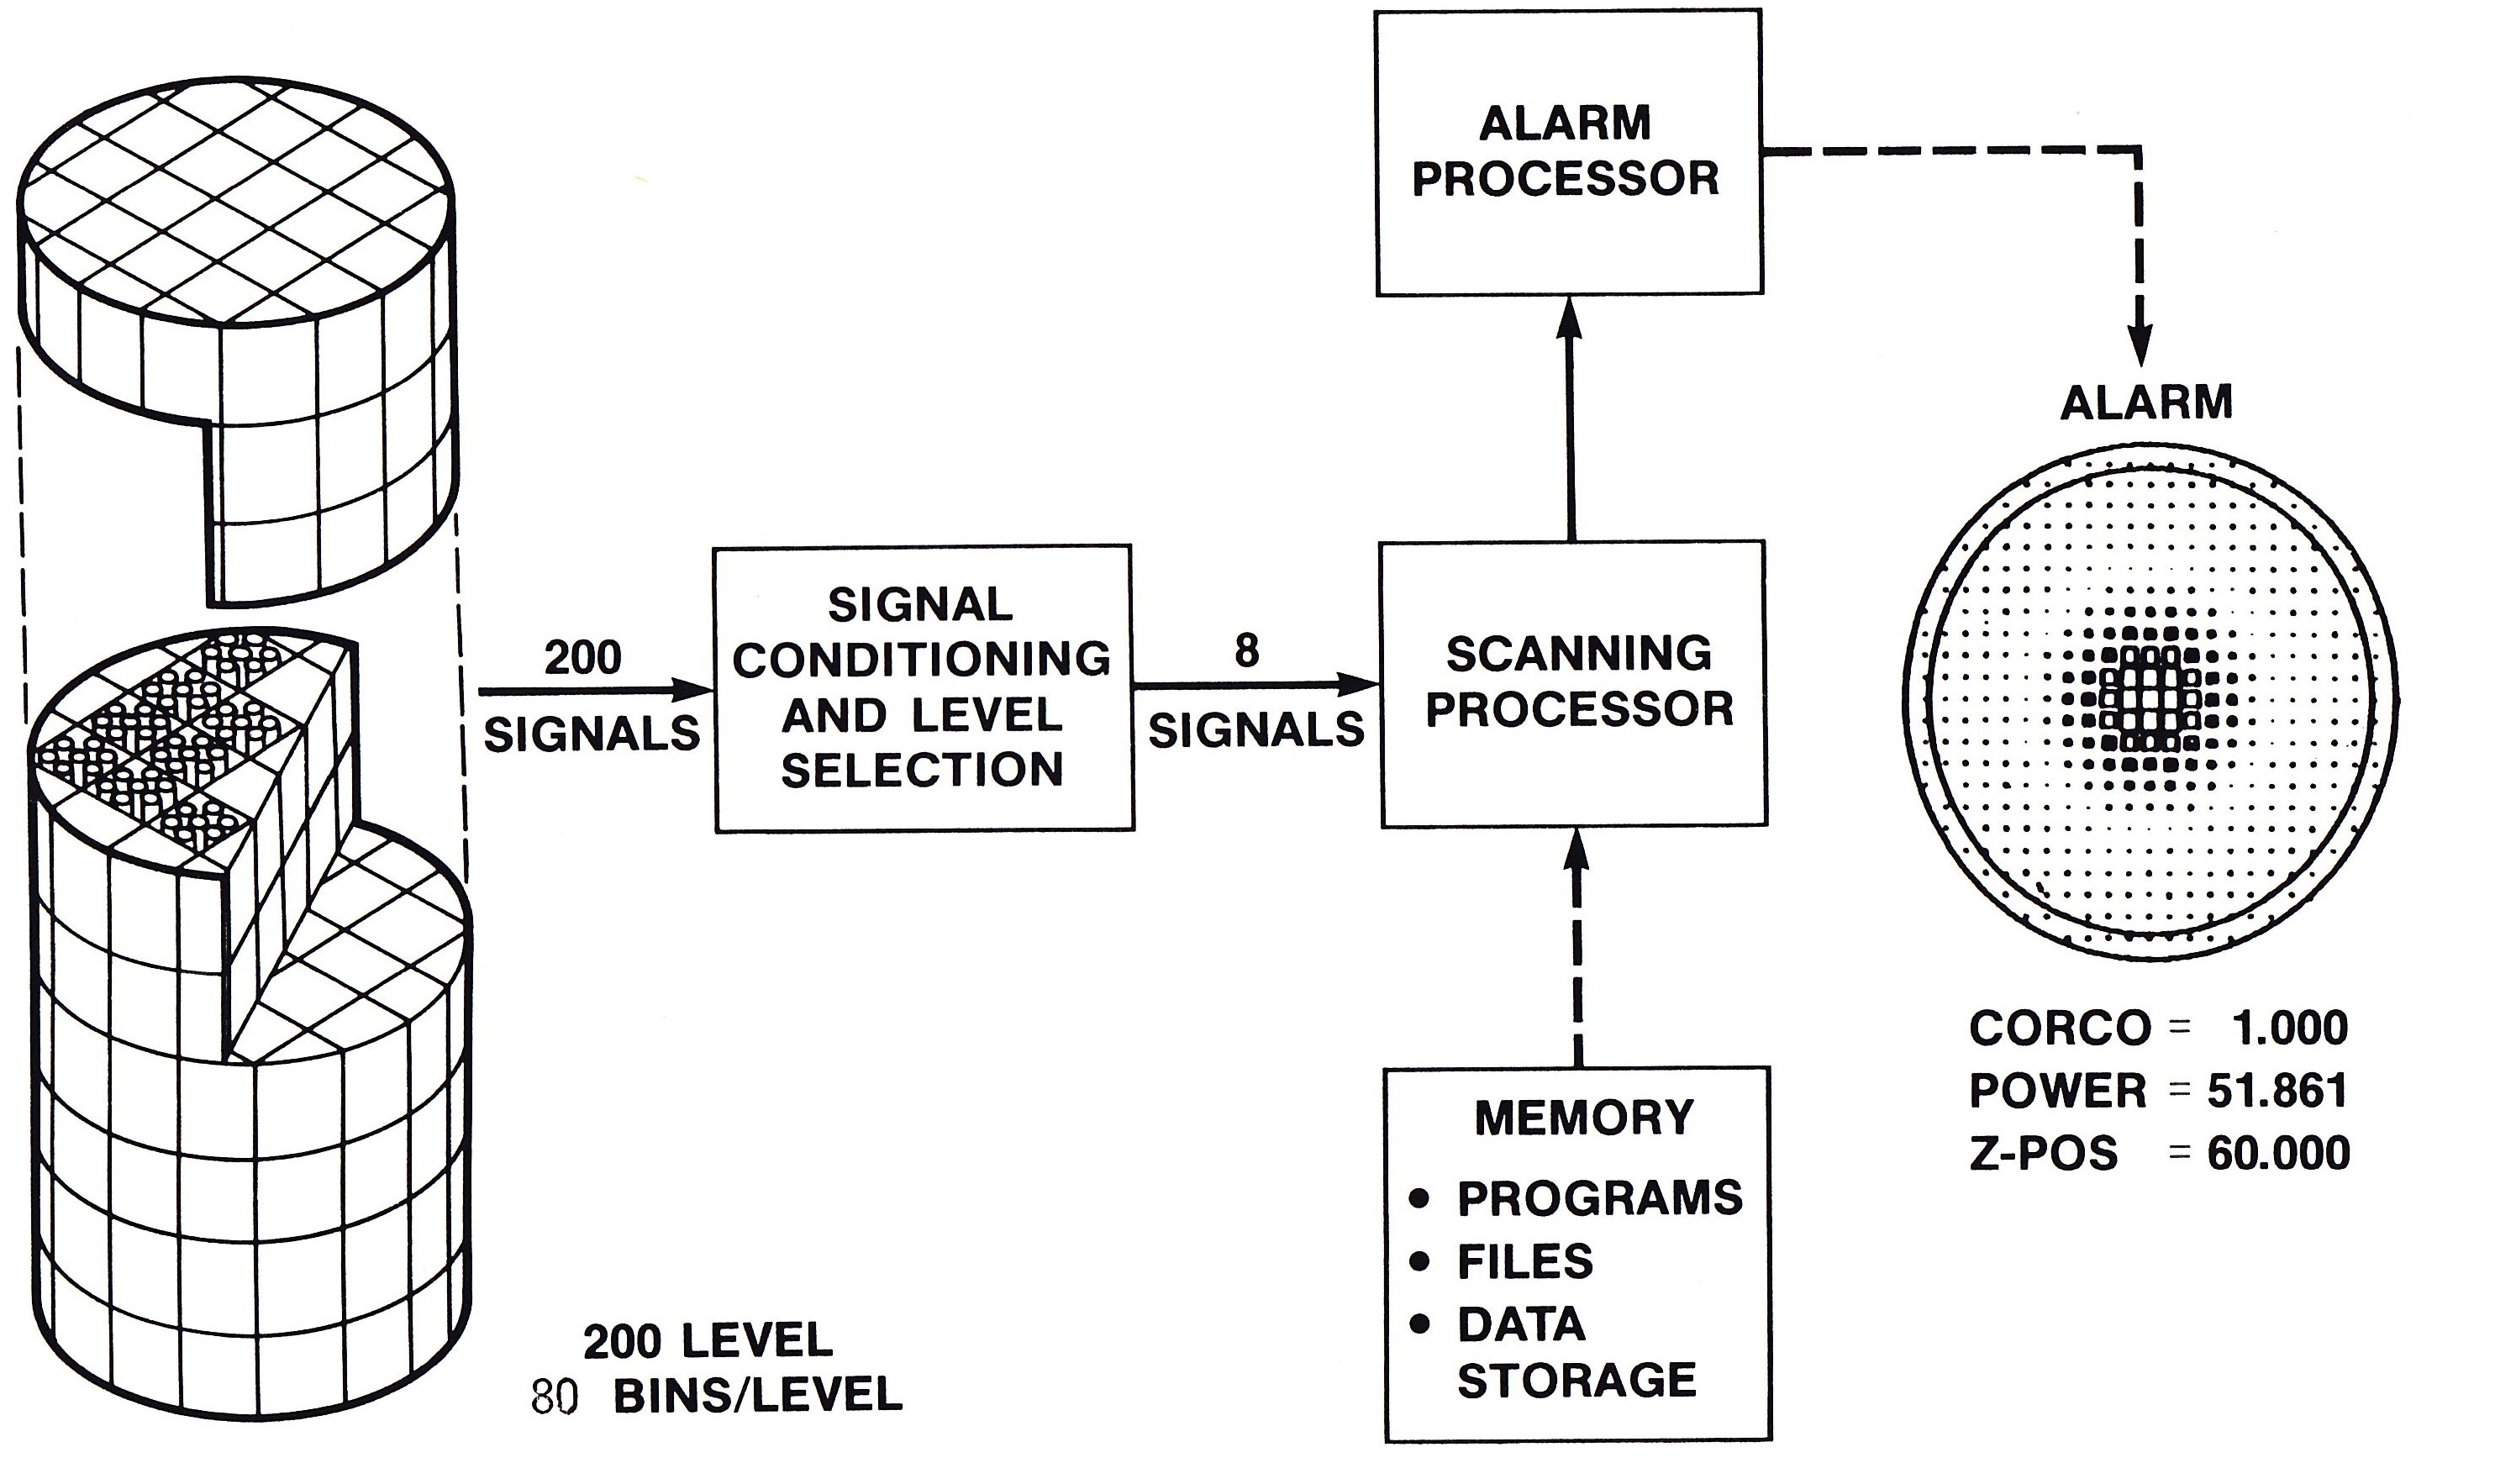 ALARM
PROCESSOR
ALARM
200
SIGNALS
SIGNAL
CONDITIONING
AND LEVEL
SELECTION
8
SIGNALS
SCANNING
PROCESSOR
MEMORY
• PROGRAMS
• FILES
• DATA
STORAGE
CORCO = 1.000
POWER = 51.861
Z-POS = 60.000
200 LEVEL
80 BINS/LEVEL